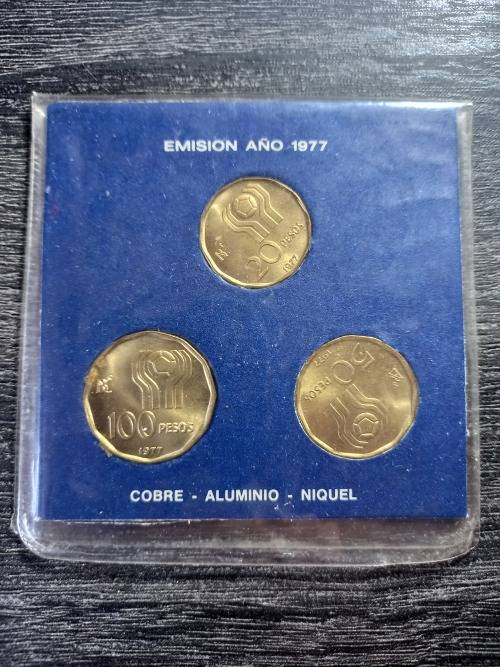 EMISION AÑO 1977
20 PESOS
1977
100 PESOS
1977
50
PESOS
1977
COBRE - ALUMINIO - NIQUEL